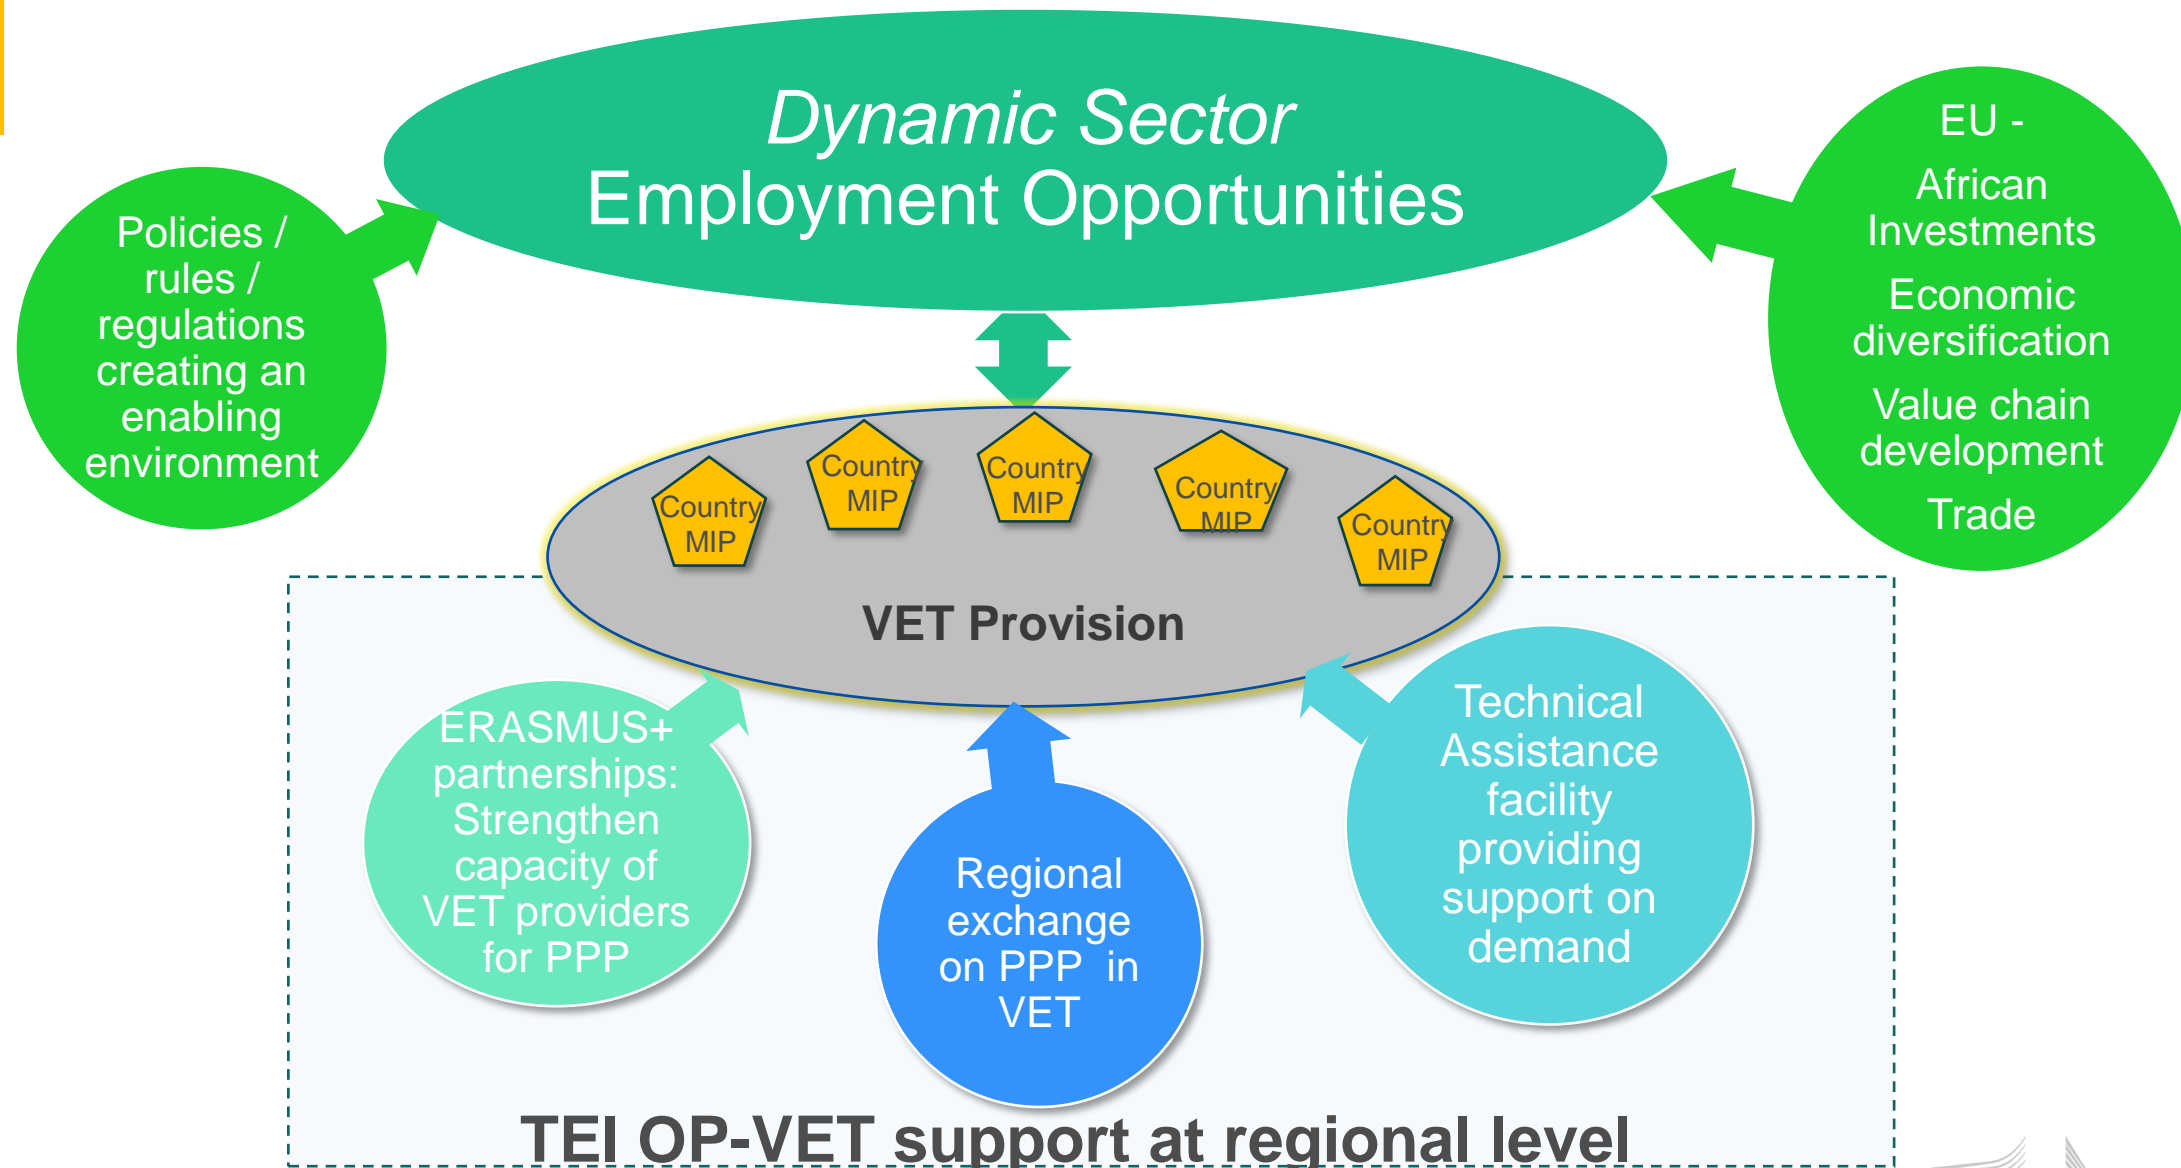 Dynamic Sector
Employment Opportunities
Policies /
rules /
regulations
creating an
enabling
environment
EU -
African
Investments
Economic
diversification
Value chain
development
Trade
Country
MIP
Country
MIP
Country
MIP
Country
MIP
Country
MIP
VET Provision
ERASMUS+
partnerships:
Strengthen
capacity of
VET providers
for PPP
Regional
exchange
on PPP in
VET
Technical
Assistance
facility
providing
support on
demand
TEI OP-VET support at regional level